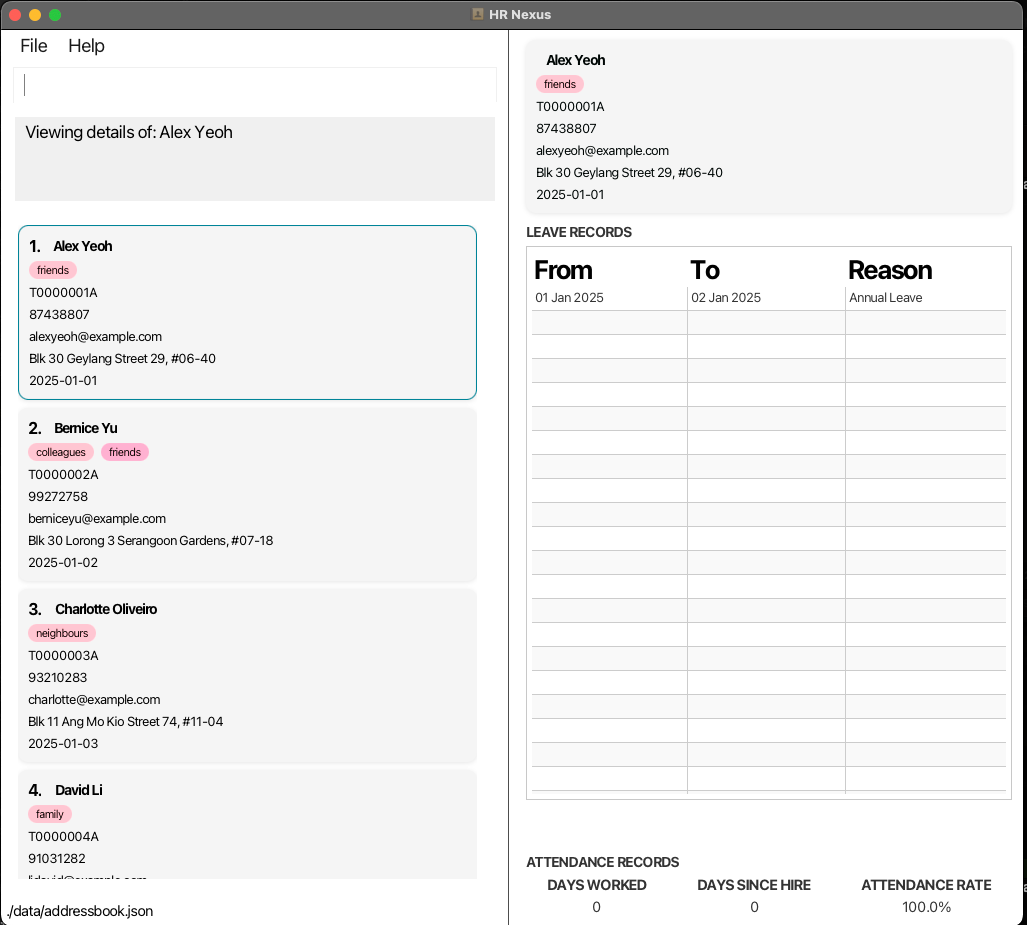 HR Nexus
File Help
Viewing details of: Alex Yeoh
1. Alex Yeoh
friends
T0000001A
87438807
alexyeoh@example.com
Blk 30 Geylang Street 29, #06-40
2025-01-01
2. Bernice Yu
colleagues friends
T0000002A
99272758
berniceyu@example.com
Blk 30 Lorong 3 Serangoon Gardens, #07-18
2025-01-02
3. Charlotte Oliveiro
neighbours
T0000003A
93210283
charlotte@example.com
Blk 11 Ang Mo Kio Street 74, #11-04
2025-01-03
4. David Li
family
T0000004A
91031282
lidavid@example.com
./data/addressbook.json
Alex Yeoh
friends
T0000001A
87438807
alexyeoh@example.com
Blk 30 Geylang Street 29, #06-40
2025-01-01
LEAVE RECORDS
From To Reason
01 Jan 2025 02 Jan 2025 Annual Leave
ATTENDANCE RECORDS
DAYS WORKED DAYS SINCE HIRE ATTENDANCE RATE
0 0 100.0%